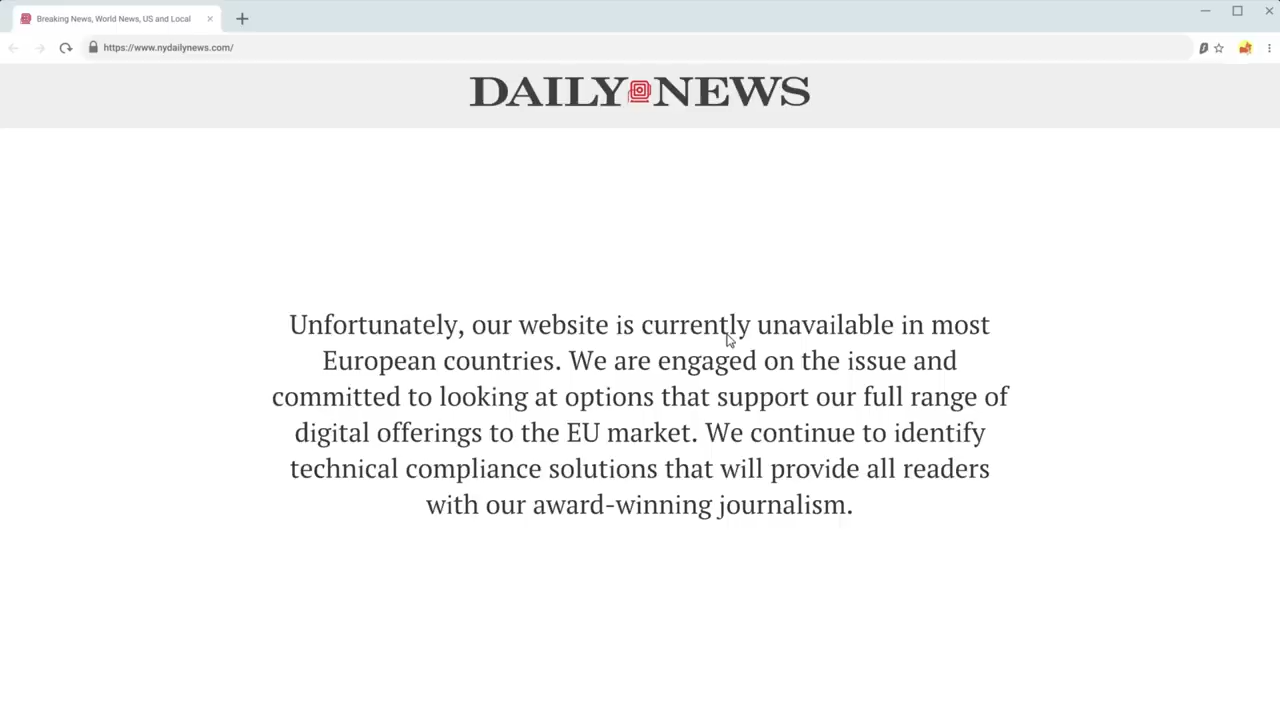 Breaking News, World News, US and Local
https://www.nydailynews.com/
DAILY NEWS
Unfortunately, our website is currently unavailable in most
European countries. We are engaged on the issue and
committed to looking at options that support our full range of
digital offerings to the EU market. We continue to identify
technical compliance solutions that will provide all readers
with our award-winning journalism.